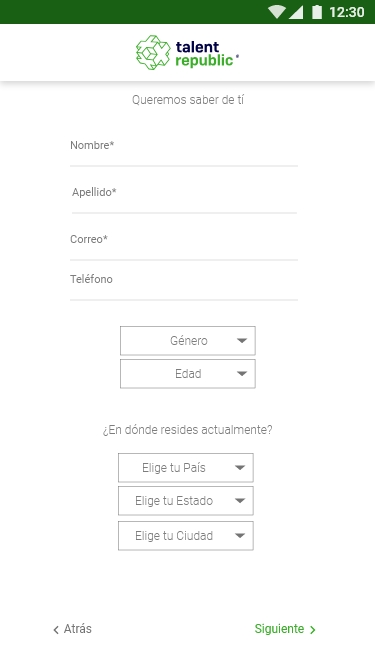 12:30
talent
republic
Queremos saber de tí
Nombre*
Apellido*
Correo*
Teléfono
Género
Edad
¿En dónde resides actualmente?
Elige tu País
Elige tu Estado
Elige tu Ciudad
Atrás
Siguiente